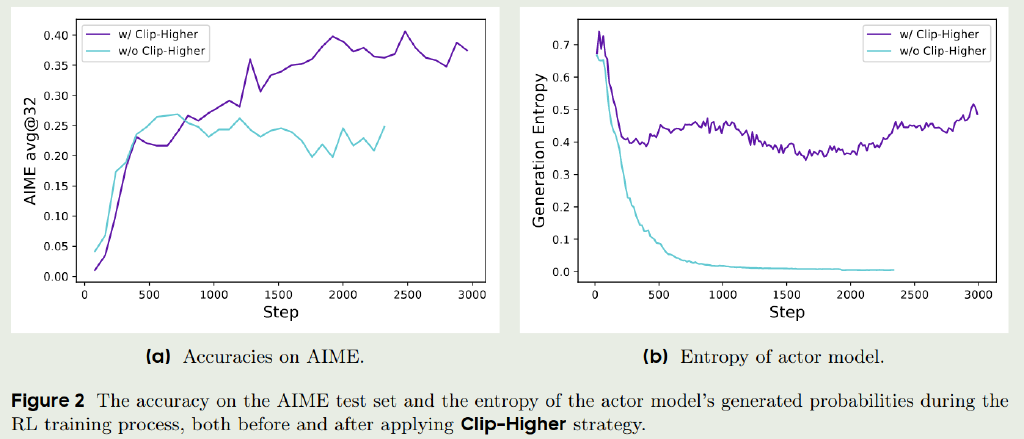 w/ Clip-Higher
w/o Clip-Higher
0.40
0.35
0.30
0.25
0.20
0.15
0.10
0.05
0.00
AIME avg@32
0 500 1000 1500 2000 2500 3000
Step
(a) Accuracies on AIME.
w/ Clip-Higher
w/o Clip-Higher
0.7
0.6
0.5
0.4
0.3
0.2
0.1
0.0
Generation Entropy
0 500 1000 1500 2000 2500 3000
Step
(b) Entropy of actor model.
Figure 2 The accuracy on the AIME test set and the entropy of the actor model's generated probabilities during the
RL training process, both before and after applying Clip-Higher strategy.